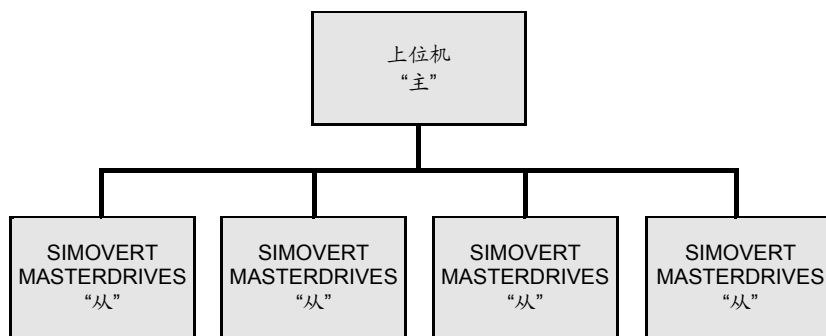 上位机
“主”
SIMOVERT
MASTERDRIVES
“从”
SIMOVERT
MASTERDRIVES
“从”
SIMOVERT
MASTERDRIVES
“从”
SIMOVERT
MASTERDRIVES
“从”